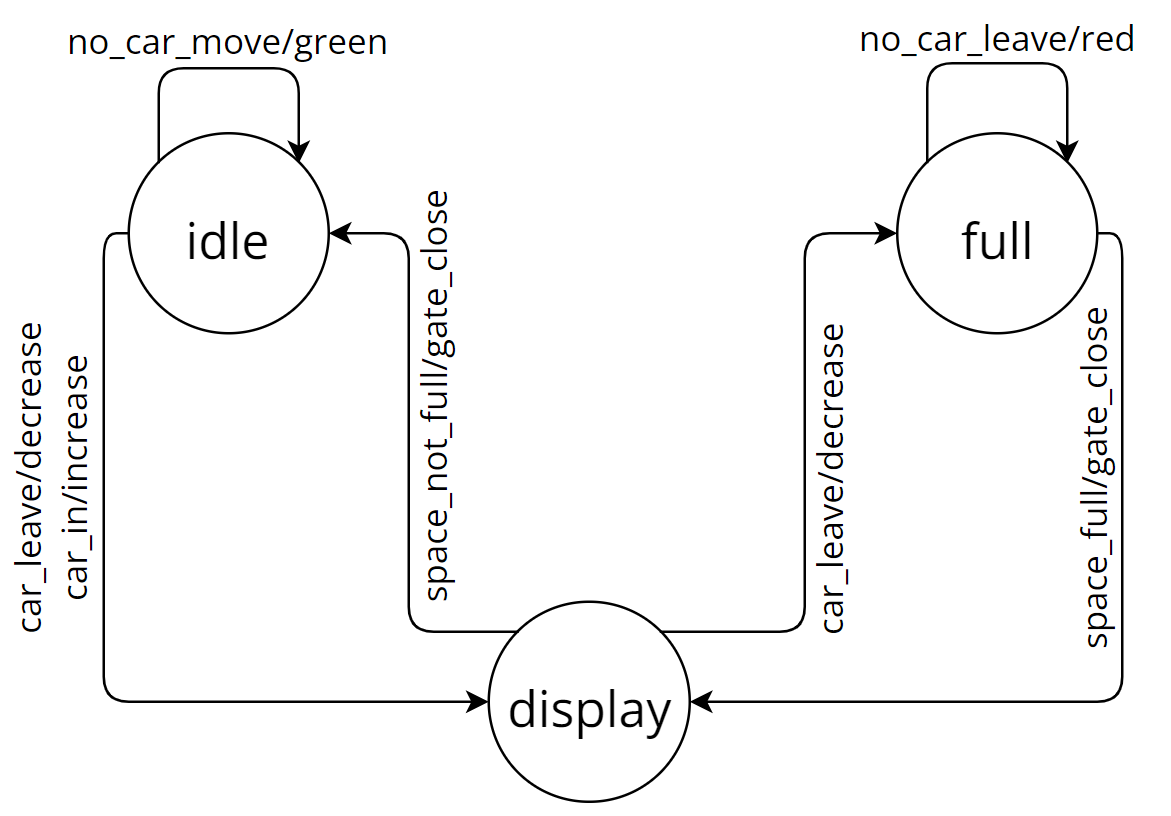 no_car_move/green
no_car_leave/red
idle
full
car_leave/decrease
car_in/increase
space_not_full/gate_close
car_leave/decrease
space_full/gate_close
display